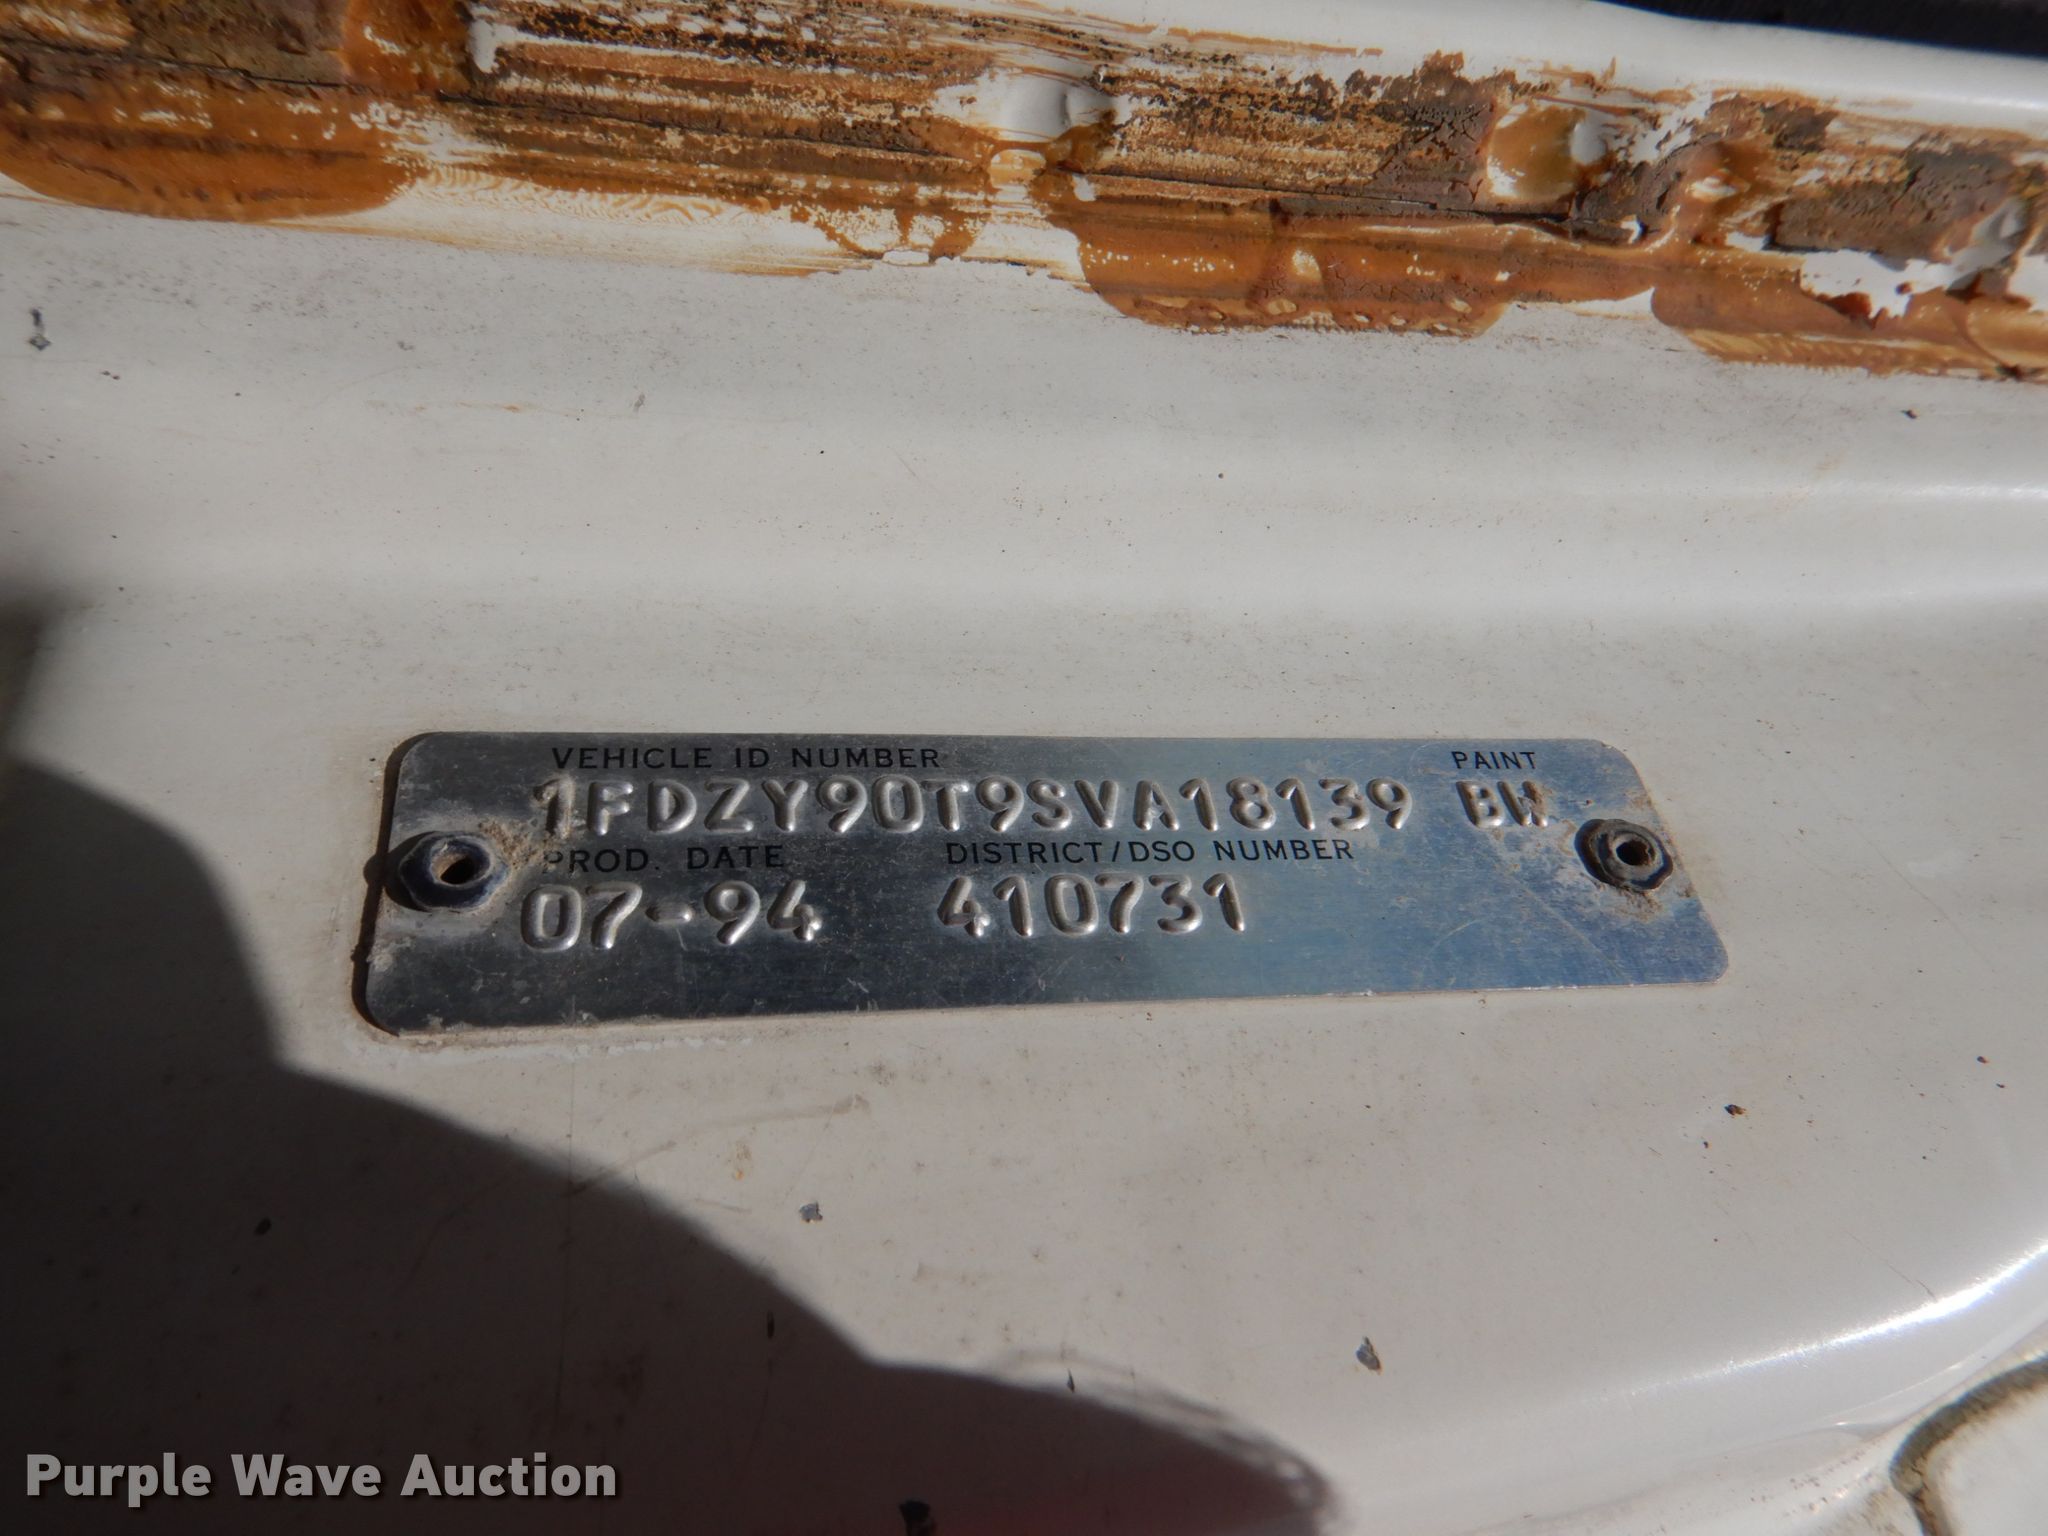 VEHICLE ID NUMBER PAINT
1FDZY90T9SVA18139 BW
PROD. DATE DISTRICT/DSO NUMBER
07-94 410731
Purple Wave Auction